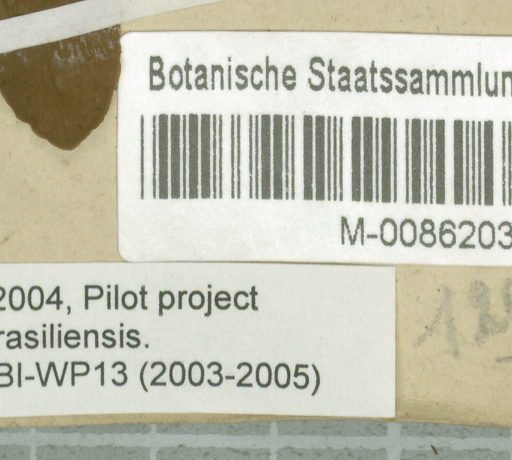 Botanische Staatssammlun
M-0086203
2004, Pilot project
rasiliensis.
BI-WP13 (2003-2005)